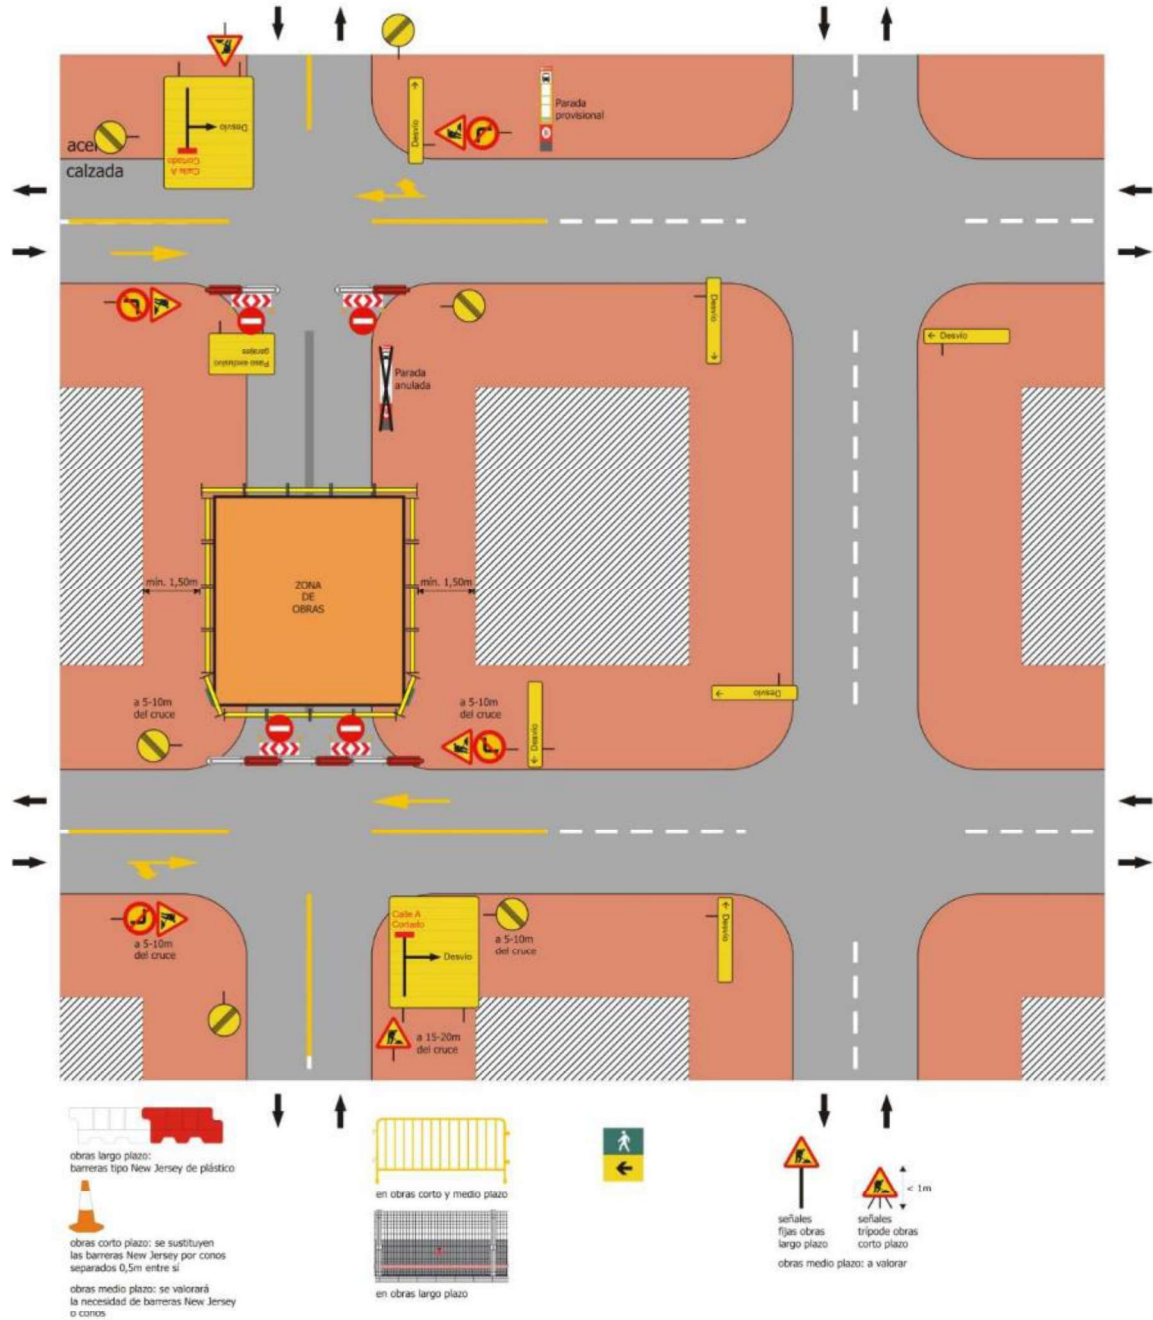 Desvío
Calle A
Cortado
acer
calzada
Desvío
Parada
provisional
Paso exclusivo
garajes
Parada
anulada
Desvío
← Desvío
mín. 1,50m
ZONA
DE
OBRAS
mín. 1,50m
a 5-10m
del cruce
a 5-10m
del cruce
Desvío
Desvío
Calle A
Cortado
Desvío
a 5-10m
del cruce
a 5-10m
del cruce
Desvío
a 15-20m
del cruce
obras largo plazo:
barreras tipo New Jersey de plástico
obras corto plazo: se sustituyen
las barreras New Jersey por conos
separados 0,5m entre sí
obras medio plazo: se valorará
la necesidad de barreras New Jersey
o conos
en obras corto y medio plazo
en obras largo plazo
< 1m
señales
fijas obras
largo plazo
señales
trípode obras
corto plazo
obras medio plazo: a valorar